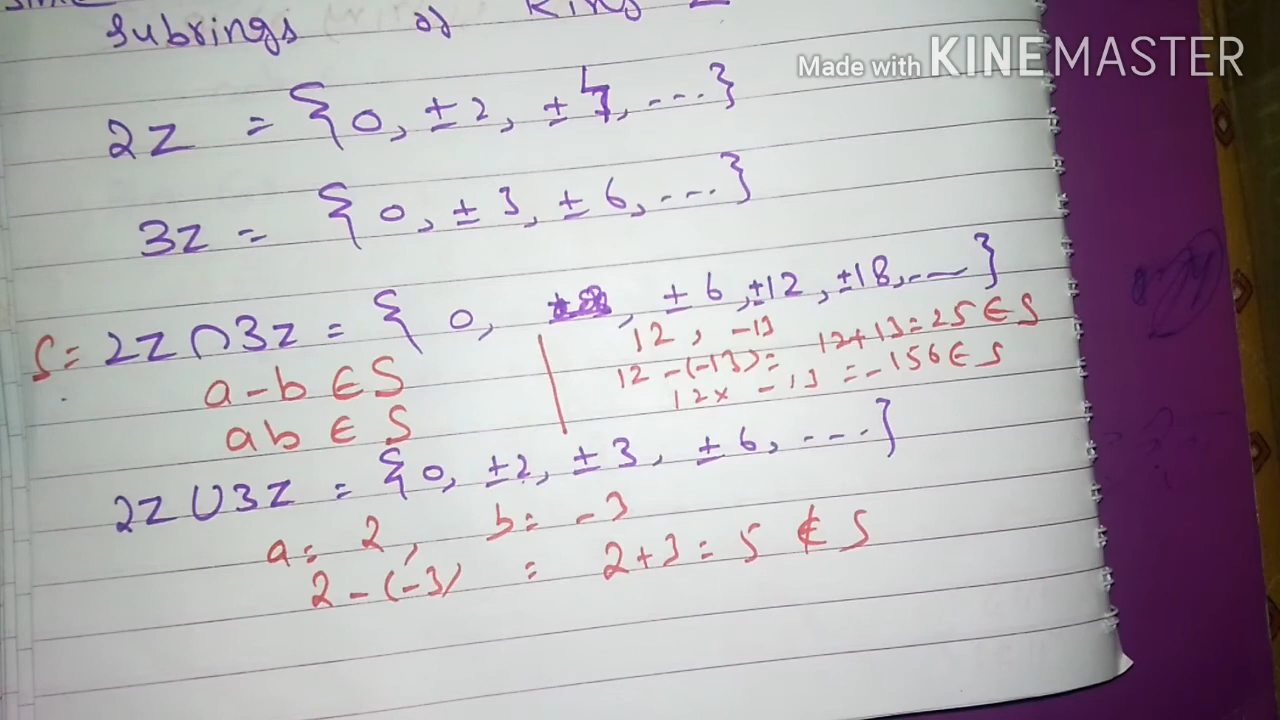 subrings of Ring Z
Made with KINEMASTER
2Z = {0, ±2, ±4, ...}
3Z = {0, ±3, ±6, ...}
S = 2Z ∩ 3Z = {0, , ±6, ±12, ±18, ...}
a-b ∈ S
ab ∈ S
12, -13
12-(-13) = 12+13=25 ∈ S
12x -13 = -156 ∈ S
2Z ∪ 3Z = {0, ±2, ±3, ±6, ...}
a = 2, b = -3
2-(-3) = 2+3=5 ∉ S